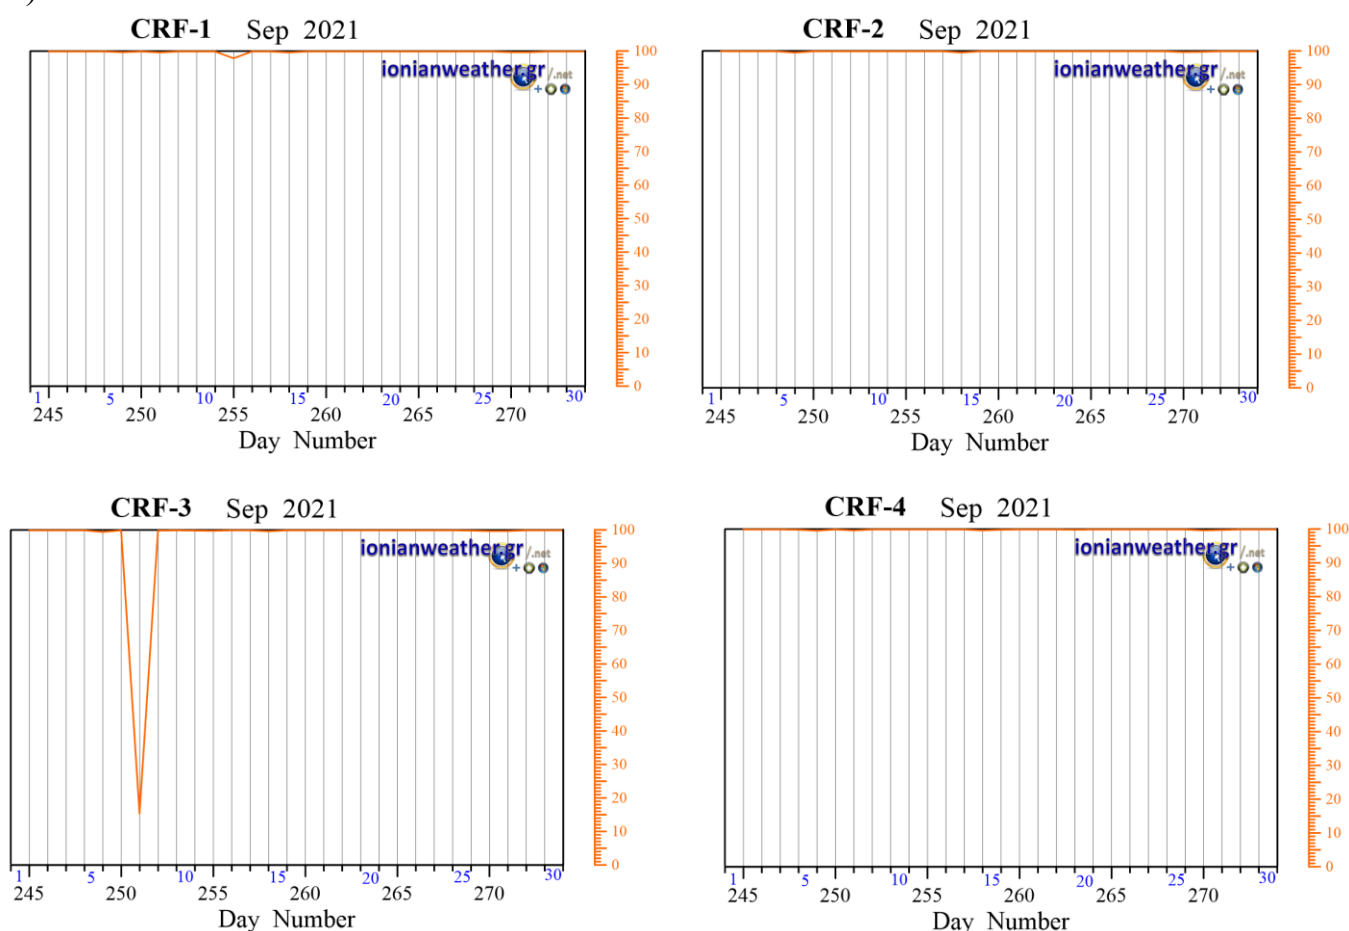 )
CRF-1 Sep 2021
100
90
80
70
60
50
40
30
20
10
0
ionianweather.gr /.net
1 5 10 15 20 25 30
245 250 255 260 265 270
Day Number
CRF-2 Sep 2021
100
90
80
70
60
50
40
30
20
10
0
ionianweather.gr /.net
1 5 10 15 20 25 30
245 250 255 260 265 270
Day Number
CRF-3 Sep 2021
100
90
80
70
60
50
40
30
20
10
0
ionianweather.gr /.net
1 5 10 15 20 25 30
245 250 255 260 265 270
Day Number
CRF-4 Sep 2021
100
90
80
70
60
50
40
30
20
10
0
ionianweather.gr /.net
1 5 10 15 20 25 30
245 250 255 260 265 270
Day Number